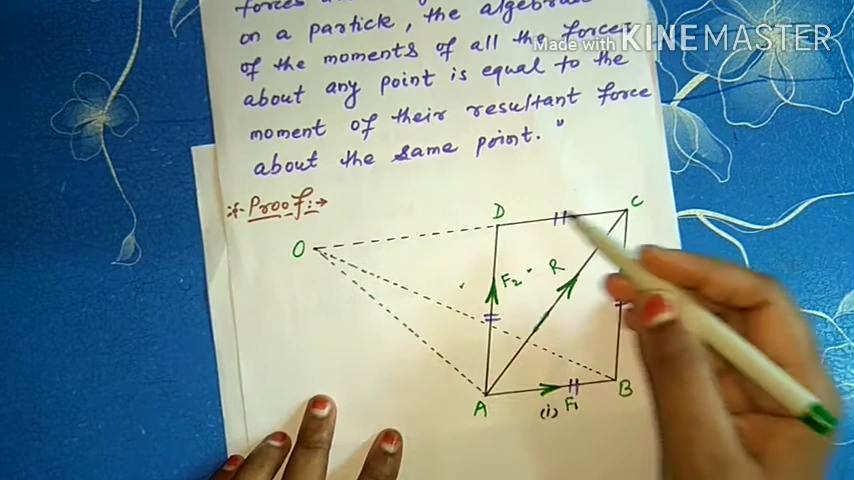 on a particle, the
of the moments of all the forces
about any point is equal to the
moment of their resultant force
about the same point."
Proof:→
Made with KINEMASTER
D
C
O
F2
R
A
(i)
F1
B